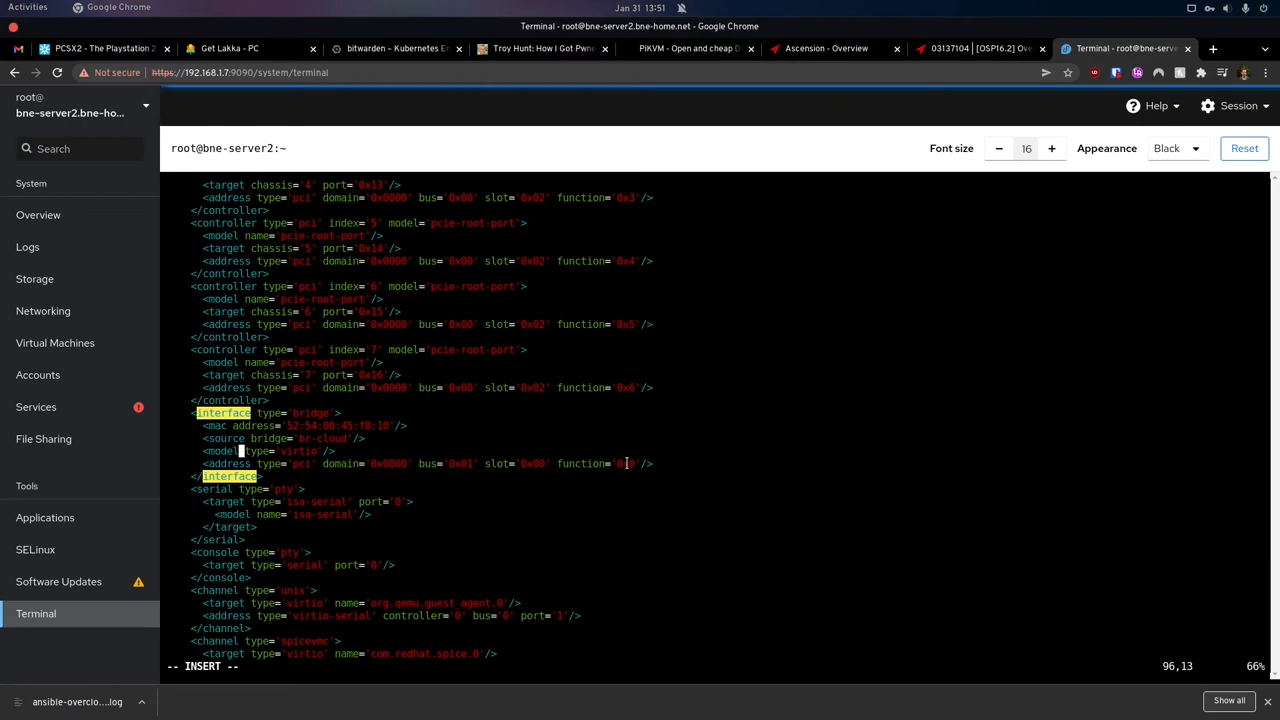 Activities
Google Chrome
Jan 31 13:51
Terminal - root@bne-server2.bne-home.net - Google Chrome
PCSX2 - The Playstation 2
Get Lakka - PC
bitwarden – Kubernetes En
Troy Hunt: How I Got Pwne
PiKVM - Open and cheap D
Ascension - Overview
03137104 | [OSP16.2] Ove
Terminal - root@bne-serve
Not secure
https://192.168.1.7:9090/system/terminal
root@
bne-server2.bne-ho...
Help
Session
Search
root@bne-server2:~
Font size
16
Appearance
Black
Reset
System
Overview
Logs
Storage
Networking
Virtual Machines
Accounts
Services
File Sharing
Tools
Applications
SELinux
Software Updates
Terminal
<target chassis='4' port='0x13'/>
<address type='pci' domain='0x0000' bus='0x00' slot='0x02' function='0x3'/>
</controller>
<controller type='pci' index='5' model='pcie-root-port'>
<model name='pcie-root-port'/>
<target chassis='5' port='0x14'/>
<address type='pci' domain='0x0000' bus='0x00' slot='0x02' function='0x4'/>
</controller>
<controller type='pci' index='6' model='pcie-root-port'>
<model name='pcie-root-port'/>
<target chassis='6' port='0x15'/>
<address type='pci' domain='0x0000' bus='0x00' slot='0x02' function='0x5'/>
</controller>
<controller type='pci' index='7' model='pcie-root-port'>
<model name='pcie-root-port'/>
<target chassis='7' port='0x16'/>
<address type='pci' domain='0x0000' bus='0x00' slot='0x02' function='0x6'/>
</controller>
<interface type='bridge'>
<mac address='52:54:00:45:f8:10'/>
<source bridge='br-cloud'/>
<model type='virtio'/>
<address type='pci' domain='0x0000' bus='0x01' slot='0x00' function='0x0'/>
</interface>
<serial type='pty'>
<target type='isa-serial' port='0'>
<model name='isa-serial'/>
</target>
</serial>
<console type='pty'>
<target type='serial' port='0'/>
</console>
<channel type='unix'>
<target type='virtio' name='org.qemu.guest_agent.0'/>
<address type='virtio-serial' controller='0' bus='0' port='1'/>
</channel>
<channel type='spicevmc'>
<target type='virtio' name='com.redhat.spice.0'/>
-- INSERT --
96,13
66%
ansible-overclo....log
Show all